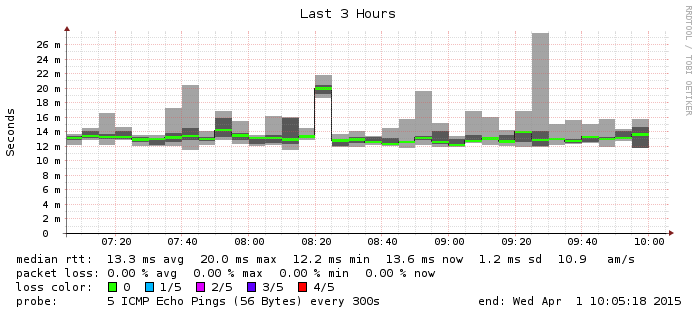 Last 3 Hours
RRDTOOL / TOBI OETIKER
Seconds
26 m
24 m
22 m
20 m
18 m
16 m
14 m
12 m
10 m
8 m
6 m
4 m
2 m
0
07:20 07:40 08:00 08:20 08:40 09:00 09:20 09:40 10:00
median rtt: 13.3 ms avg 20.0 ms max 12.2 ms min 13.6 ms now 1.2 ms sd 10.9 am/s
packet loss: 0.00 % avg 0.00 % max 0.00 % min 0.00 % now
loss color: 0 1/5 2/5 3/5 4/5
probe: 5 ICMP Echo Pings (56 Bytes) every 300s end: Wed Apr 1 10:05:18 2015